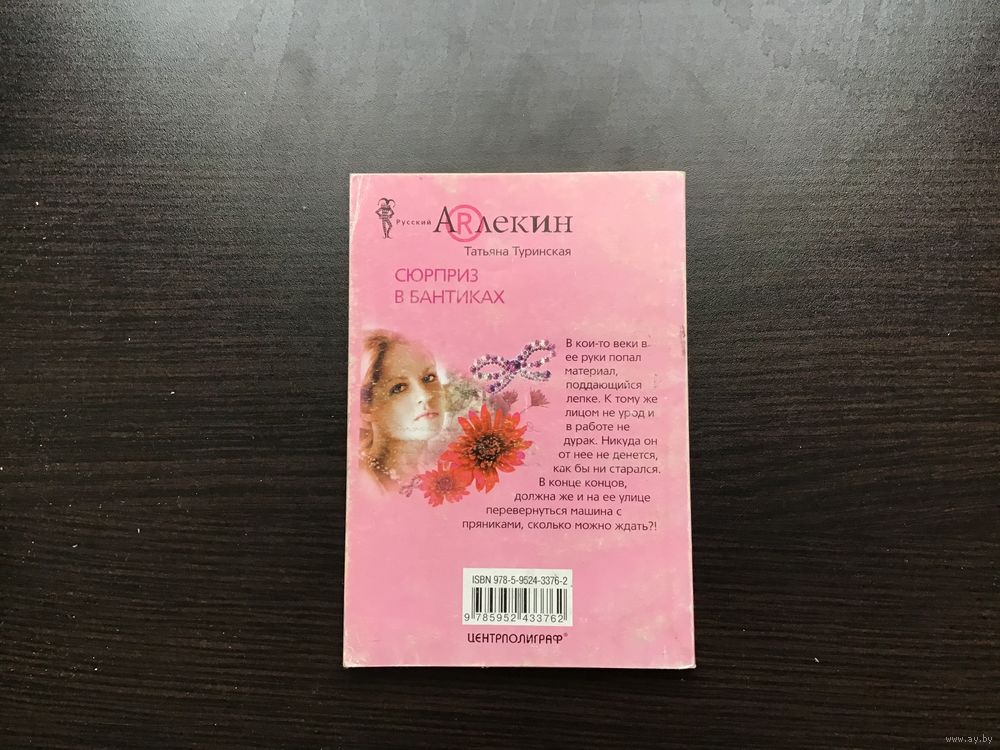 Русский АRлекин
Татьяна Туринская
СЮРПРИЗ
В БАНТИКАХ
В кои-то веки в
ее руки попал
материал,
поддающийся
лепке. К тому же
лицом не урод и
в работе не
дурак. Никуда он
от нее не денется,
как бы ни старался.
В конце концов,
должна же и на ее улице
перевернуться машина с
пряниками, сколько можно ждать?!
ISBN 978-5-9524-3376-2
9 785952 433762
ЦЕНТРПОЛИГРАФ®
www.ay.by